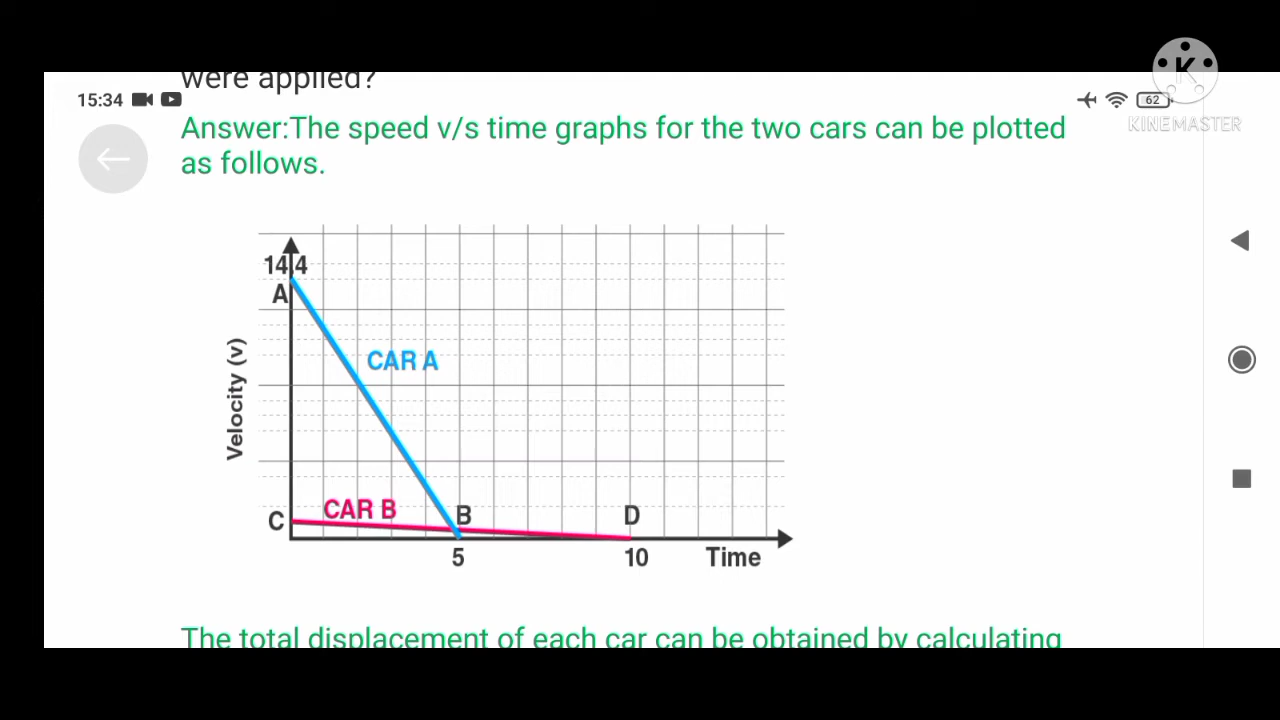 were applied?
15:34
62
K
KINEMASTER
Answer:The speed v/s time graphs for the two cars can be plotted
as follows.
14.4
A
Velocity (v)
CAR A
CAR B
C
B
D
5
10
Time
The total displacement of each car can be obtained by calculating